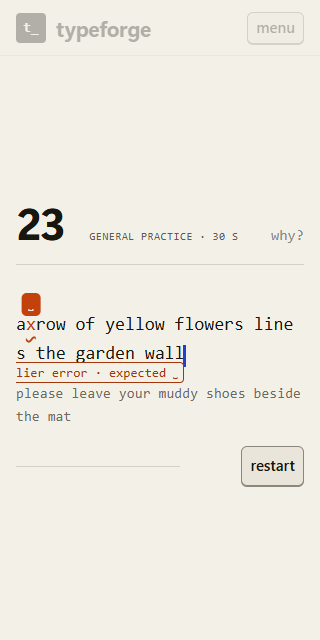 t_ typeforge menu
23 GENERAL PRACTICE · 30 S why?
␣
axrow of yellow flowers line
s the garden wall
lier error · expected ␣
please leave your muddy shoes beside
the mat
restart